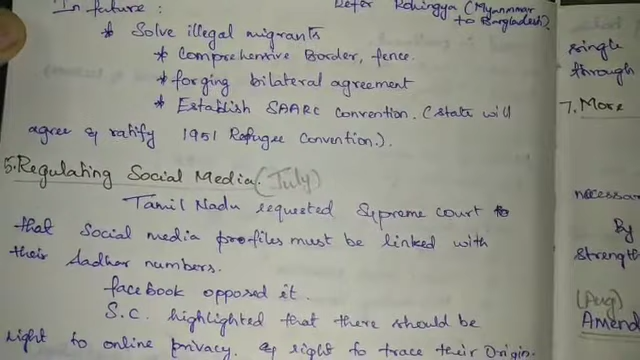 In future:
Refer Rohingya (Myanmar to Bangladesh)
* Solve illegal migrants
* Comprehensive Border, fence.
* forging bilateral agreement
* Establish SAARC Convention. (state will
agree & ratify 1951 Refugee Convention.).
5. Regulating Social Media. (July)
Tamil Nadu requested Supreme court to
that Social media profiles must be linked with
their Aadhar numbers.
facebook opposed it.
S.C. highlighted that there should be
right to online privacy. & right to trace their Origin.
single
through
7. More
necessar
By
strength
(Aug)
Amend